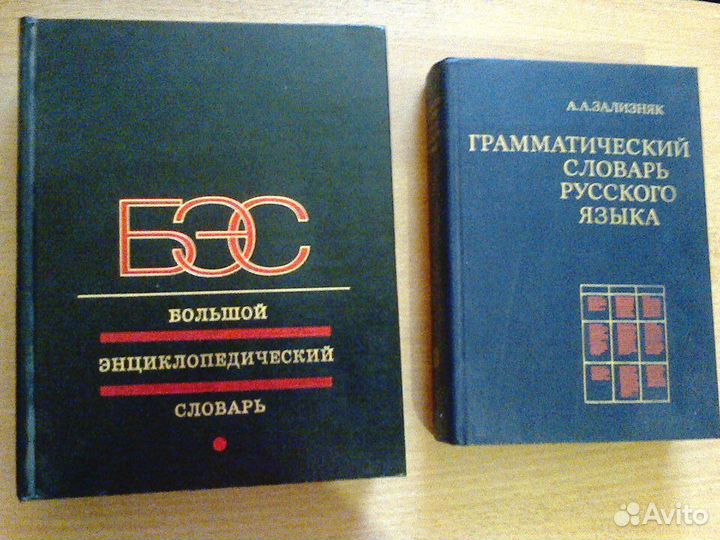 БЭС
БОЛЬШОЙ
ЭНЦИКЛОПЕДИЧЕСКИЙ
СЛОВАРЬ
А.А.ЗАЛИЗНЯК
ГРАММАТИЧЕСКИЙ
СЛОВАРЬ
РУССКОГО
ЯЗЫКА
Avito